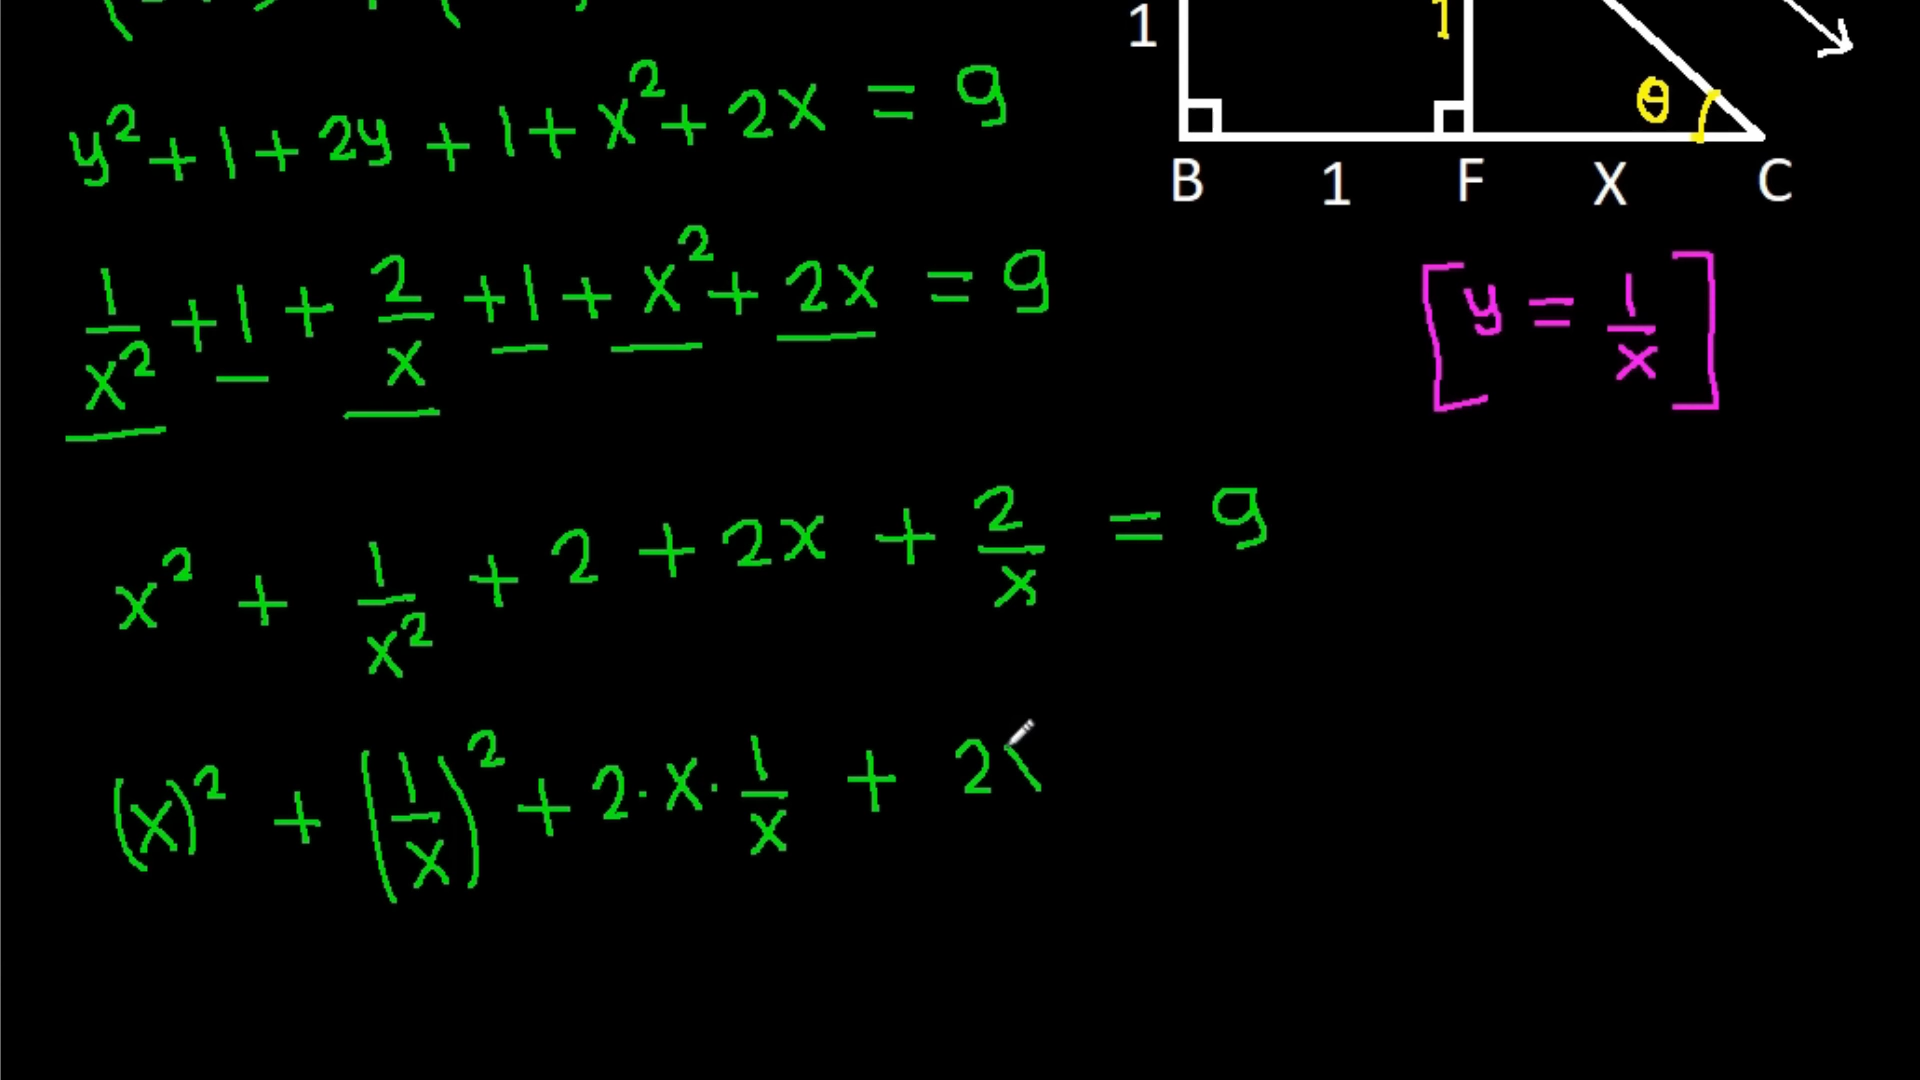 y² + 1 + 2y + 1 + x² + 2x = 9
1/x² + 1 + 2/x + 1 + x² + 2x = 9
x² + 1/x² + 2 + 2x + 2/x = 9
(x)² + (1/x)² + 2·x·1/x + 2
1
1
θ
B 1 F X C
[y = 1/x]